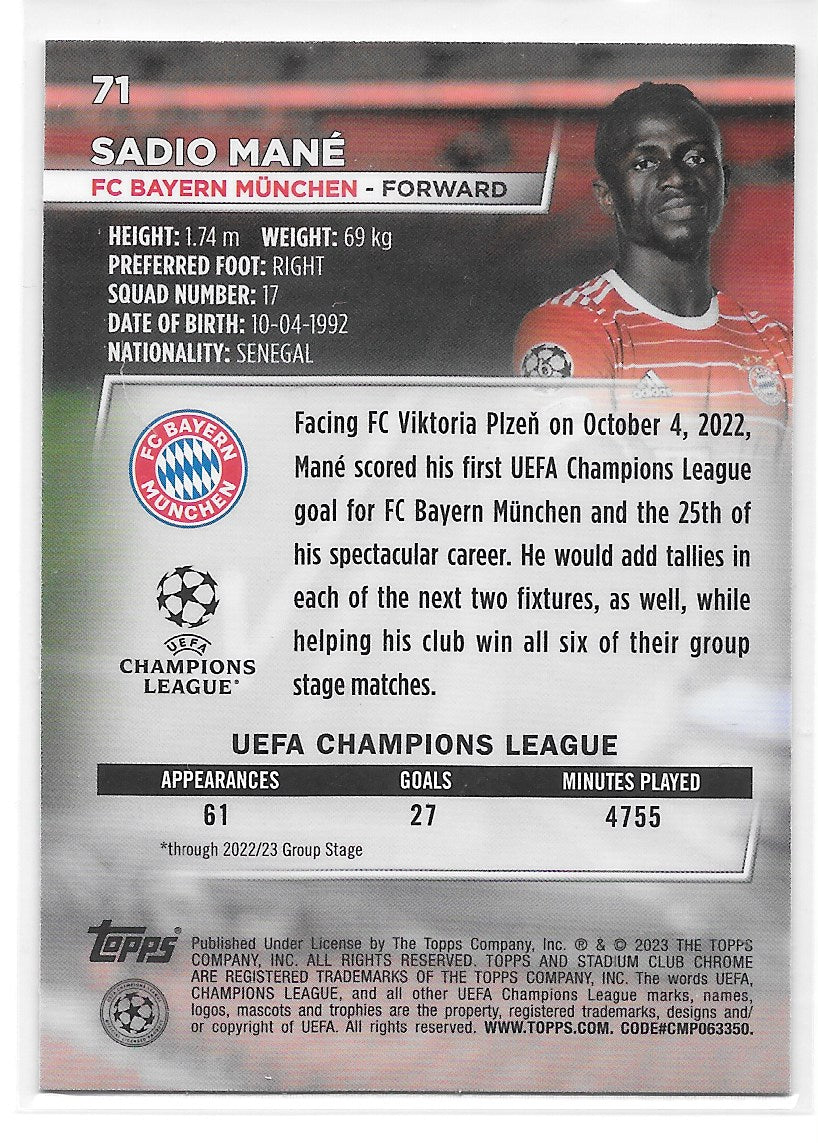 71
SADIO MANÉ
FC BAYERN MÜNCHEN - FORWARD
HEIGHT: 1.74 m WEIGHT: 69 kg
PREFERRED FOOT: RIGHT
SQUAD NUMBER: 17
DATE OF BIRTH: 10-04-1992
NATIONALITY: SENEGAL
FC BAYERN
MÜNCHEN
Facing FC Viktoria Plzeň on October 4, 2022,
Mané scored his first UEFA Champions League
goal for FC Bayern München and the 25th of
his spectacular career. He would add tallies in
each of the next two fixtures, as well, while
helping his club win all six of their group
stage matches.
UEFA
CHAMPIONS
LEAGUE®
UEFA CHAMPIONS LEAGUE
APPEARANCES GOALS MINUTES PLAYED
61 27 4755
*through 2022/23 Group Stage
topps®
Published Under License by The Topps Company, Inc. ® & © 2023 THE TOPPS
COMPANY, INC. ALL RIGHTS RESERVED. TOPPS AND STADIUM CLUB CHROME
ARE REGISTERED TRADEMARKS OF THE TOPPS COMPANY, INC. The words UEFA,
CHAMPIONS LEAGUE, and all other UEFA Champions League marks, names,
logos, mascots and trophies are the property, registered trademarks, designs and/
or copyright of UEFA. All rights reserved. WWW.TOPPS.COM. CODE#CMP063350.